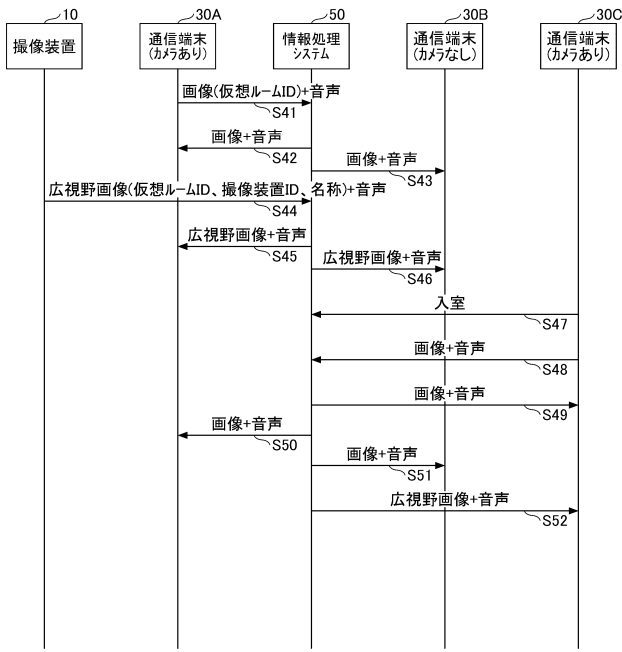 10
30A
50
30B
30C
撮像装置
通信端末
(カメラあり)
情報処理
システム
通信端末
(カメラなし)
通信端末
(カメラあり)
画像(仮想ルームID)+音声
S41
画像+音声
S42
画像+音声
S43
広視野画像(仮想ルームID、撮像装置ID、名称)+音声
S44
広視野画像+音声
S45
広視野画像+音声
S46
入室
S47
画像+音声
S48
画像+音声
S49
画像+音声
S50
画像+音声
S51
広視野画像+音声
S52